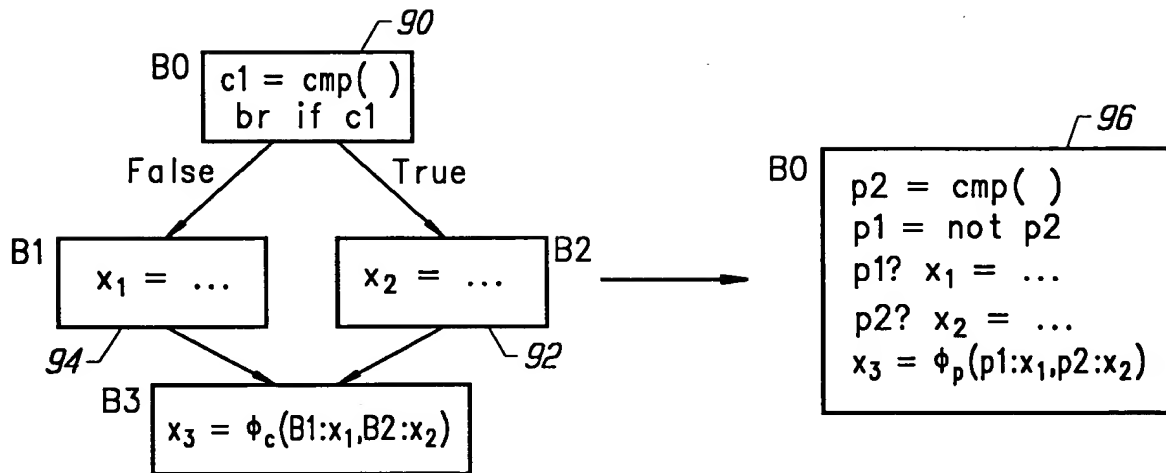 90
B0
c1 = cmp( )
br if c1
False
True
B1
x₁ = ...
94
B2
x₂ = ...
92
B3
x₃ = ϕc(B1:x₁,B2:x₂)
96
B0
p2 = cmp( )
p1 = not p2
p1? x₁ = ...
p2? x₂ = ...
x₃ = ϕp(p1:x₁,p2:x₂)